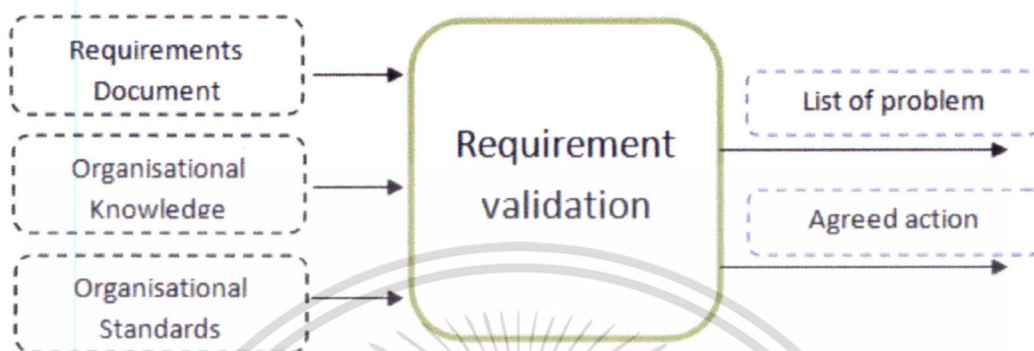 Requirements
Document
Organisational
Knowledge
Organisational
Standards
Requirement
validation
List of problem
Agreed action